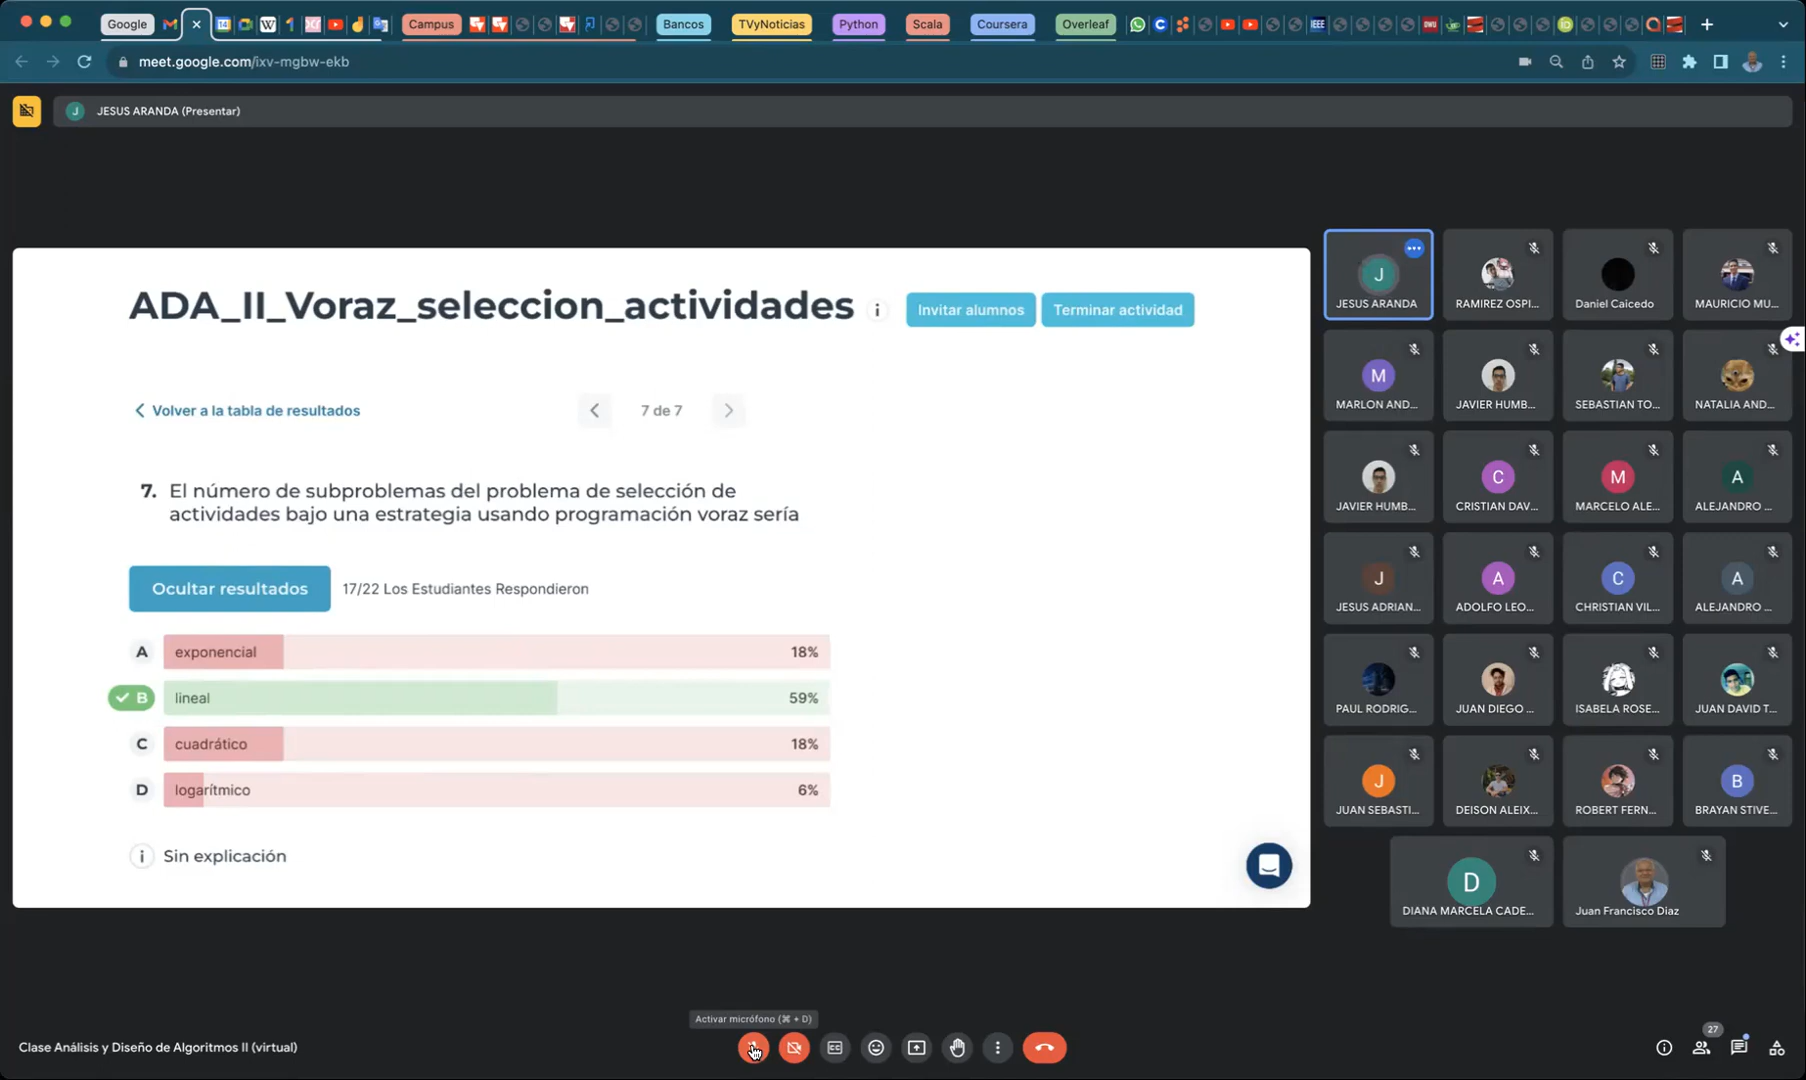 Google
Campus
Bancos
TVyNoticias
Python
Scala
Coursera
Overleaf
meet.google.com/ixv-mgbw-ekb
J JESUS ARANDA (Presentar)
ADA_II_Voraz_seleccion_actividades
Invitar alumnos
Terminar actividad
Volver a la tabla de resultados
7 de 7
7. El número de subproblemas del problema de selección de
actividades bajo una estrategia usando programación voraz sería
Ocultar resultados
17/22 Los Estudiantes Respondieron
A exponencial 18%
B lineal 59%
C cuadrático 18%
D logarítmico 6%
i Sin explicación
J
JESUS ARANDA
RAMIREZ OSPI...
Daniel Caicedo
MAURICIO MU...
M
MARLON AND...
JAVIER HUMB...
SEBASTIAN TO...
NATALIA AND...
JAVIER HUMB...
C
CRISTIAN DAV...
M
MARCELO ALE...
A
ALEJANDRO ...
J
JESUS ADRIAN...
A
ADOLFO LEO...
C
CHRISTIAN VIL...
A
ALEJANDRO ...
PAUL RODRIG...
JUAN DIEGO ...
ISABELA ROSE...
JUAN DAVID T...
J
JUAN SEBASTI...
DEISON ALEIX...
ROBERT FERN...
B
BRAYAN STIVE...
D
DIANA MARCELA CADE...
Juan Francisco Diaz
Activar micrófono (⌘ + D)
Clase Análisis y Diseño de Algoritmos II (virtual)
27